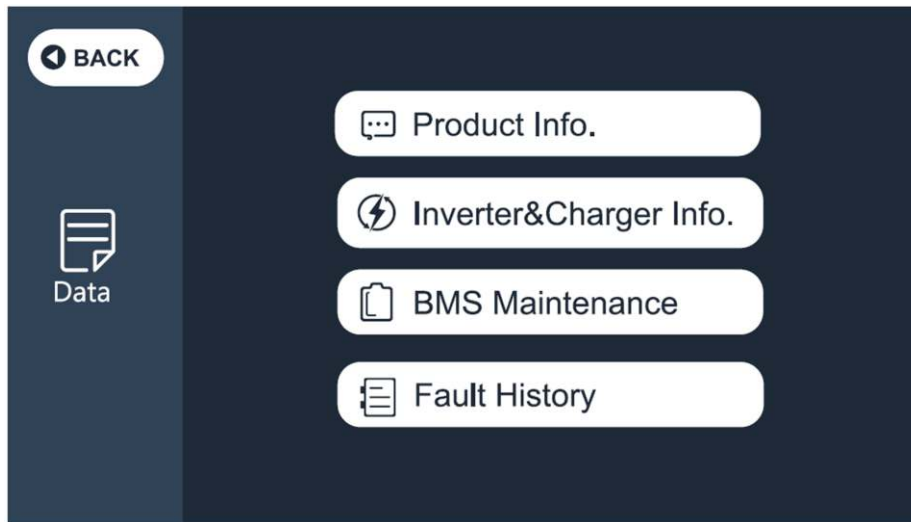 BACK
Data
Product Info.
Inverter&Charger Info.
BMS Maintenance
Fault History